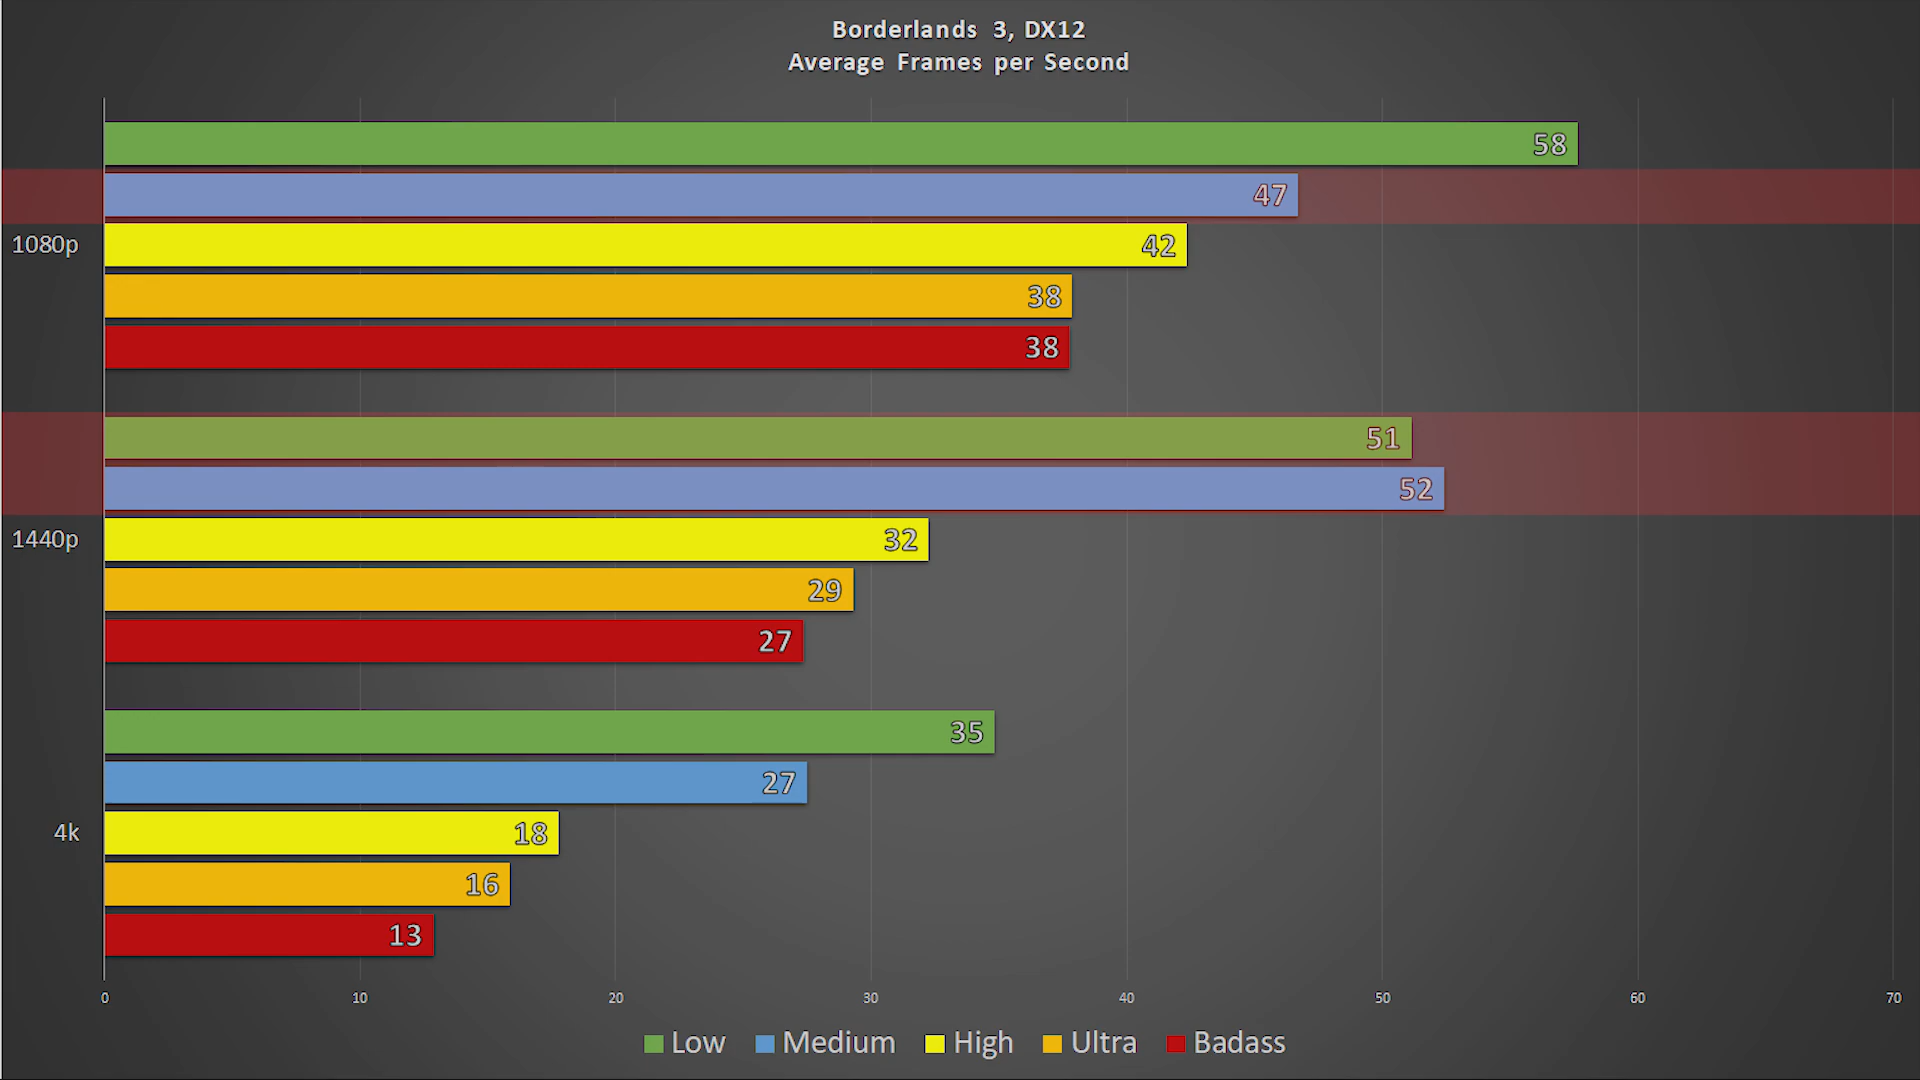 Borderlands 3, DX12
Average Frames per Second
58
47
1080p
42
38
38
51
52
1440p
32
29
27
35
27
4k
18
16
13
0 10 20 30 40 50 60 70
Low Medium High Ultra Badass